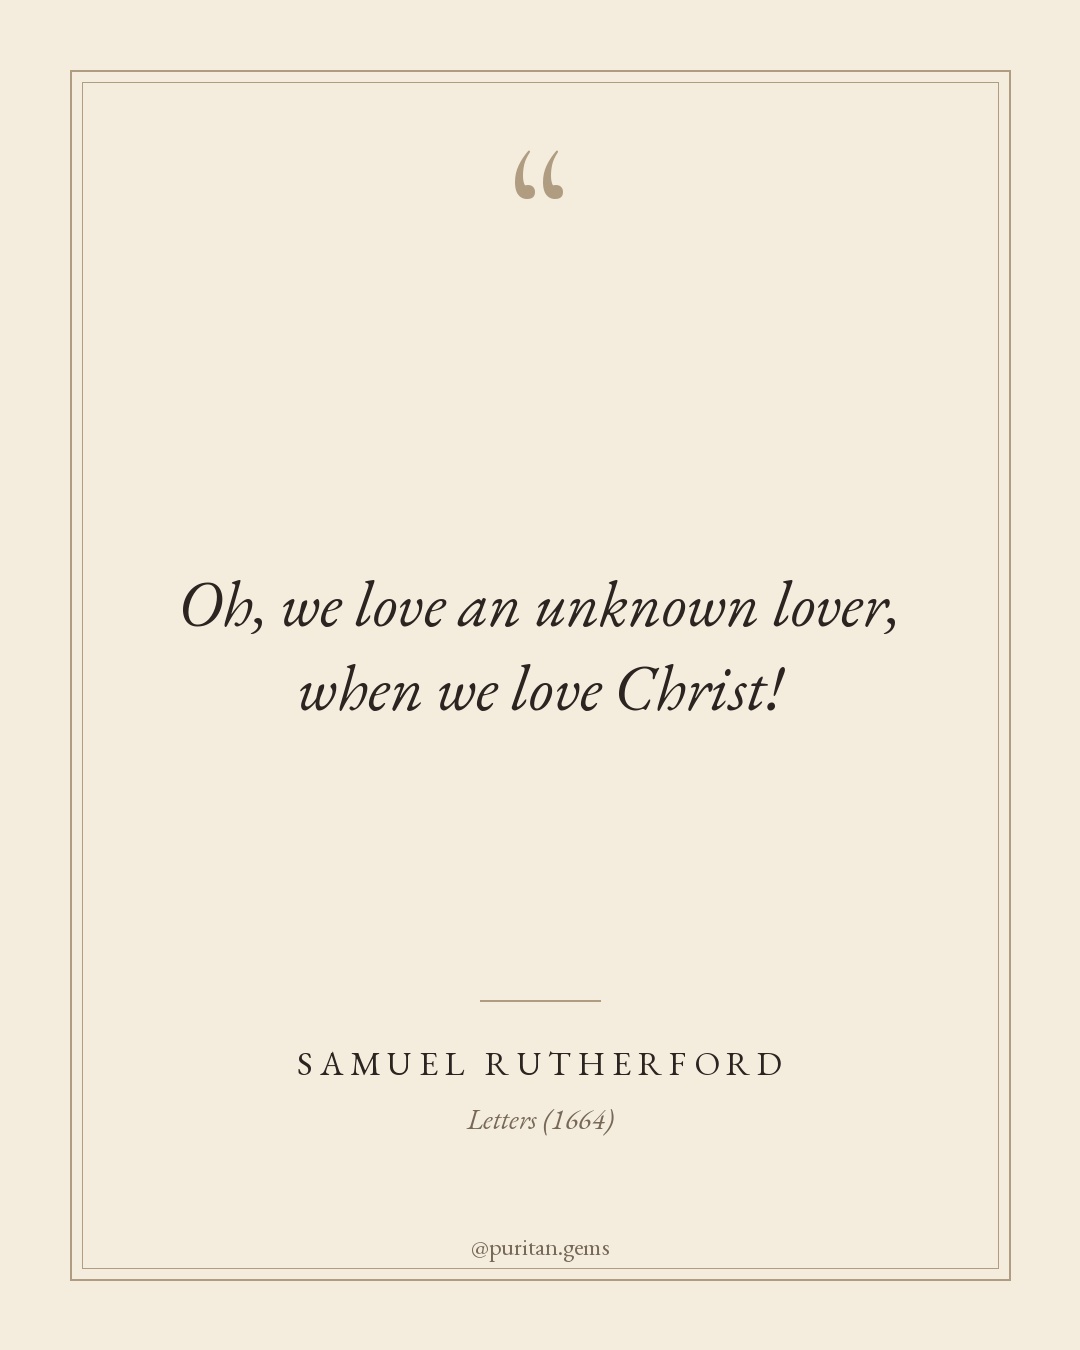 “
Oh, we love an unknown lover,
when we love Christ!
SAMUEL RUTHERFORD
Letters (1664)
@puritan.gems